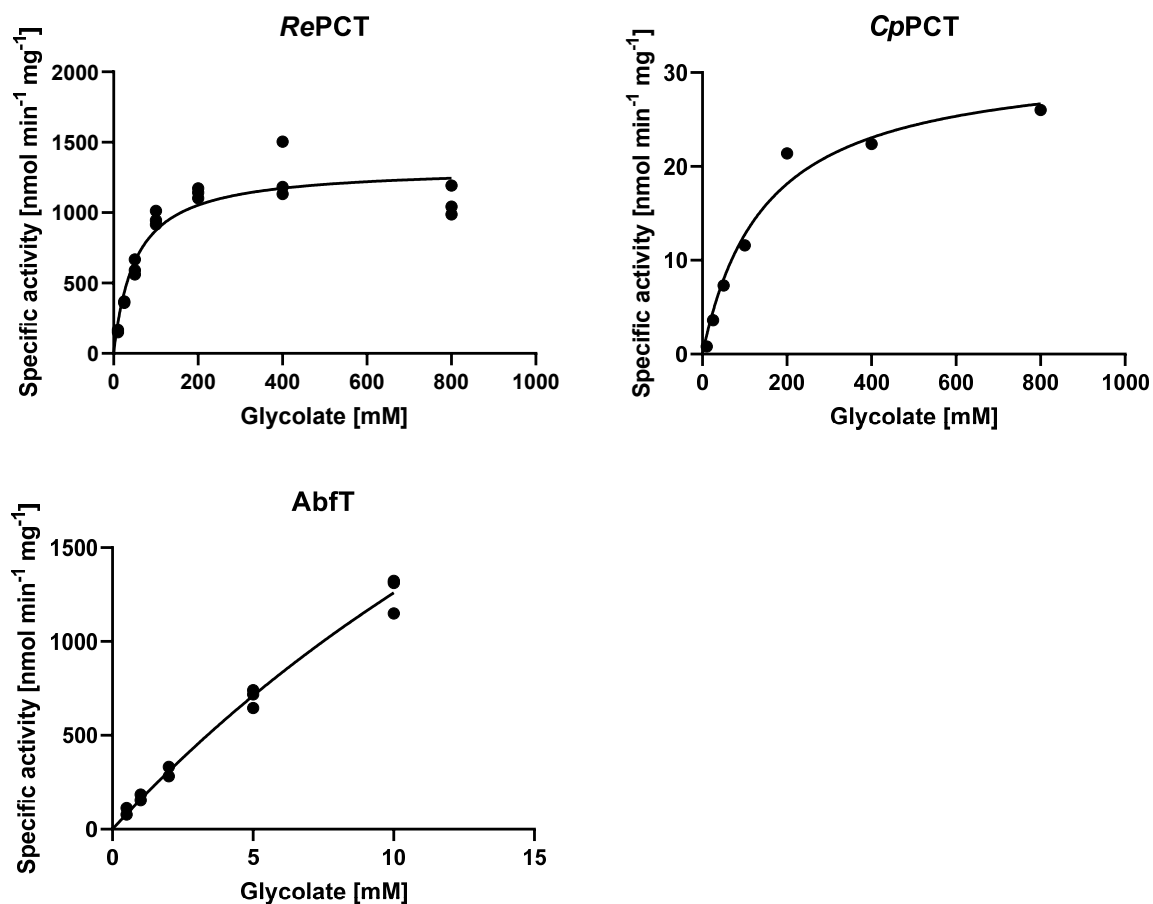 RePCT
Specific activity [nmol min-1 mg-1]
2000
1500
1000
500
0
0 200 400 600 800 1000
Glycolate [mM]
CpPCT
Specific activity [nmol min-1 mg-1]
30
20
10
0
0 200 400 600 800 1000
Glycolate [mM]
AbfT
Specific activity [nmol min-1 mg-1]
1500
1000
500
0
0 5 10 15
Glycolate [mM]